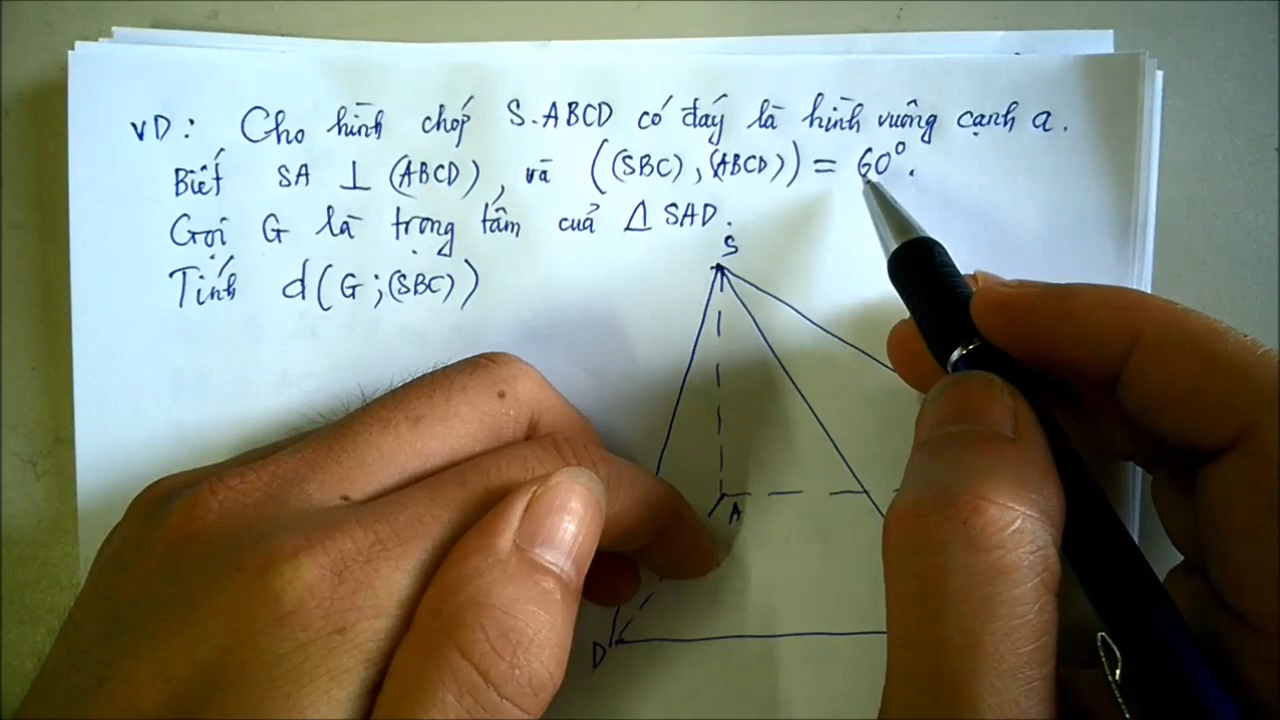 VD: Cho hình chóp S.ABCD có đáy là hình vuông cạnh a.
Biết SA ⊥ (ABCD), và ((SBC), (ABCD)) = 60°.
Gọi G là trọng tâm của Δ SAD.
Tính d(G;(SBC))
S
A
D